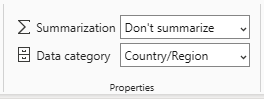 Summarization Don't summarize
Data category Country/Region
Properties